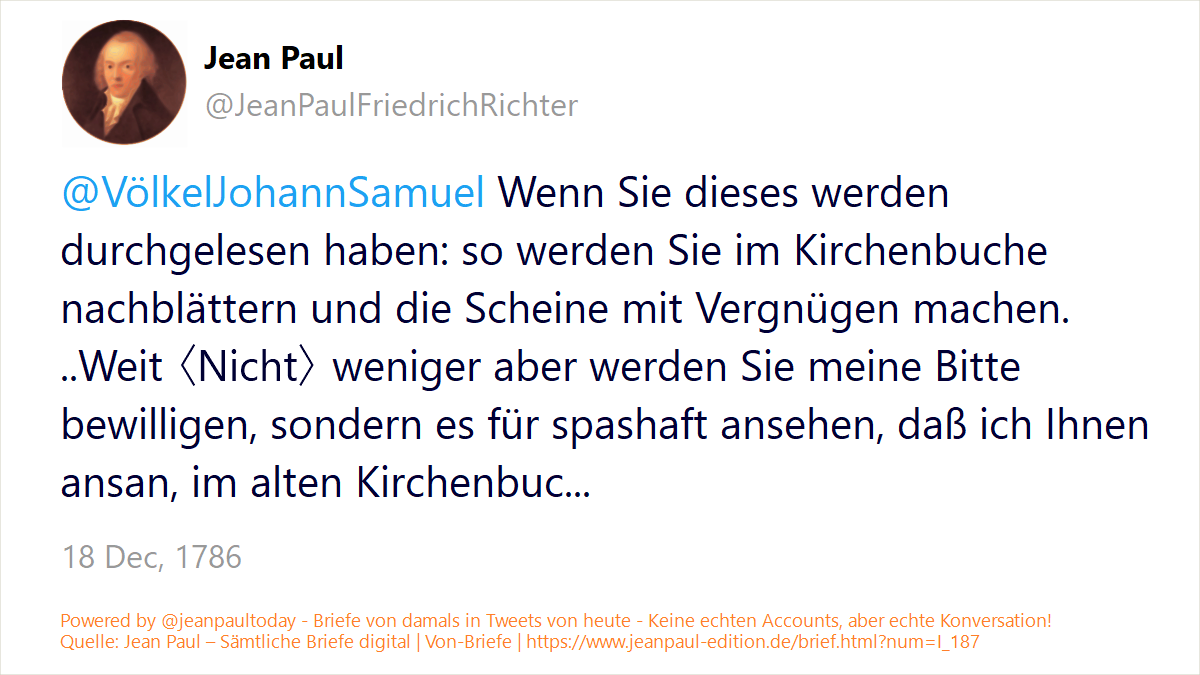 Jean Paul
@JeanPaulFriedrichRichter
@VölkelJohannSamuel Wenn Sie dieses werden
durchgelesen haben: so werden Sie im Kirchenbuche
nachblättern und die Scheine mit Vergnügen machen.
..Weit 〈Nicht〉 weniger aber werden Sie meine Bitte
bewilligen, sondern es für spashaft ansehen, daß ich Ihnen
ansan, im alten Kirchenbuc...
18 Dec, 1786
Powered by @jeanpaultoday - Briefe von damals in Tweets von heute - Keine echten Accounts, aber echte Konversation!
Quelle: Jean Paul – Sämtliche Briefe digital | Von-Briefe | https://www.jeanpaul-edition.de/brief.html?num=I_187